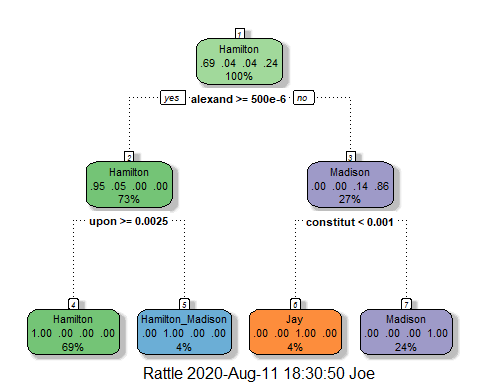 1
Hamilton
.69 .04 .04 .24
100%
yes alexand >= 500e-6 no
2
Hamilton
.95 .05 .00 .00
73%
3
Madison
.00 .00 .14 .86
27%
upon >= 0.0025
constitut < 0.001
4
Hamilton
1.00 .00 .00 .00
69%
5
Hamilton_Madison
.00 1.00 .00 .00
4%
6
Jay
.00 .00 1.00 .00
4%
7
Madison
.00 .00 .00 1.00
24%
Rattle 2020-Aug-11 18:30:50 Joe